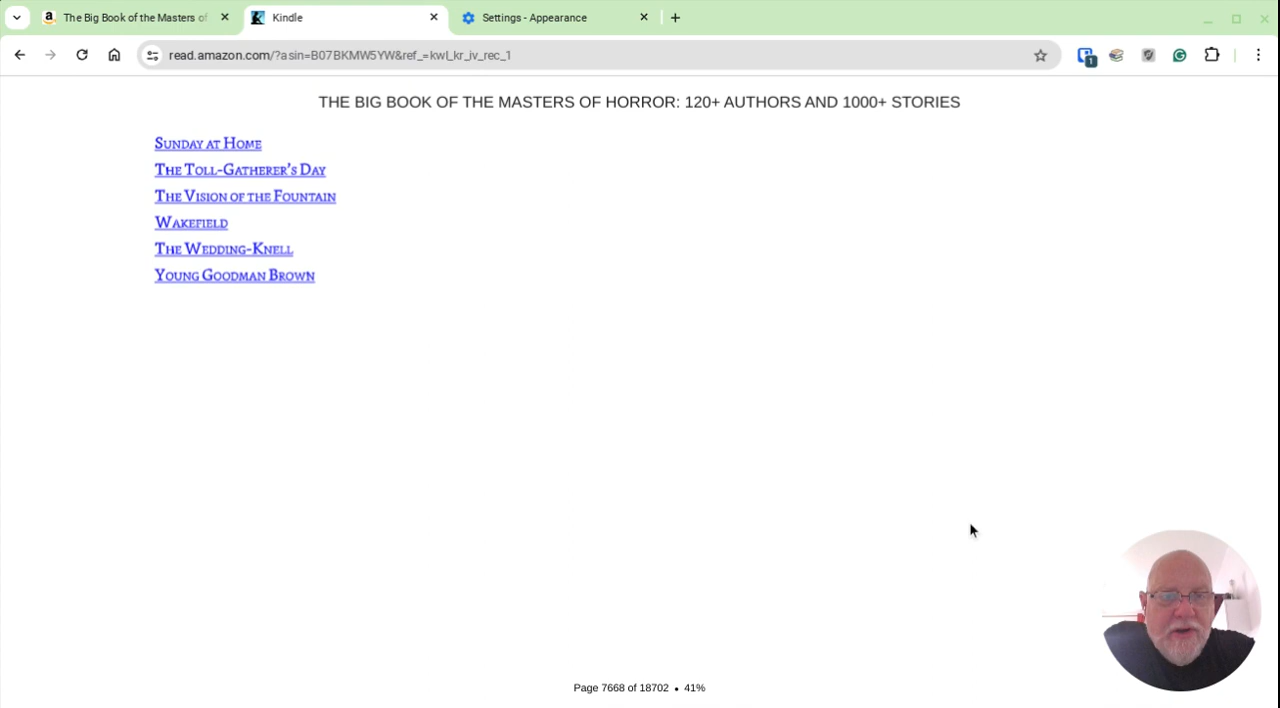 The Big Book of the Masters of
Kindle
Settings - Appearance
read.amazon.com/?asin=B07BKMW5YW&ref_=kwl_kr_iv_rec_1
1
THE BIG BOOK OF THE MASTERS OF HORROR: 120+ AUTHORS AND 1000+ STORIES
Sunday at Home
The Toll-Gatherer's Day
The Vision of the Fountain
Wakefield
The Wedding-Knell
Young Goodman Brown
Page 7668 of 18702 • 41%